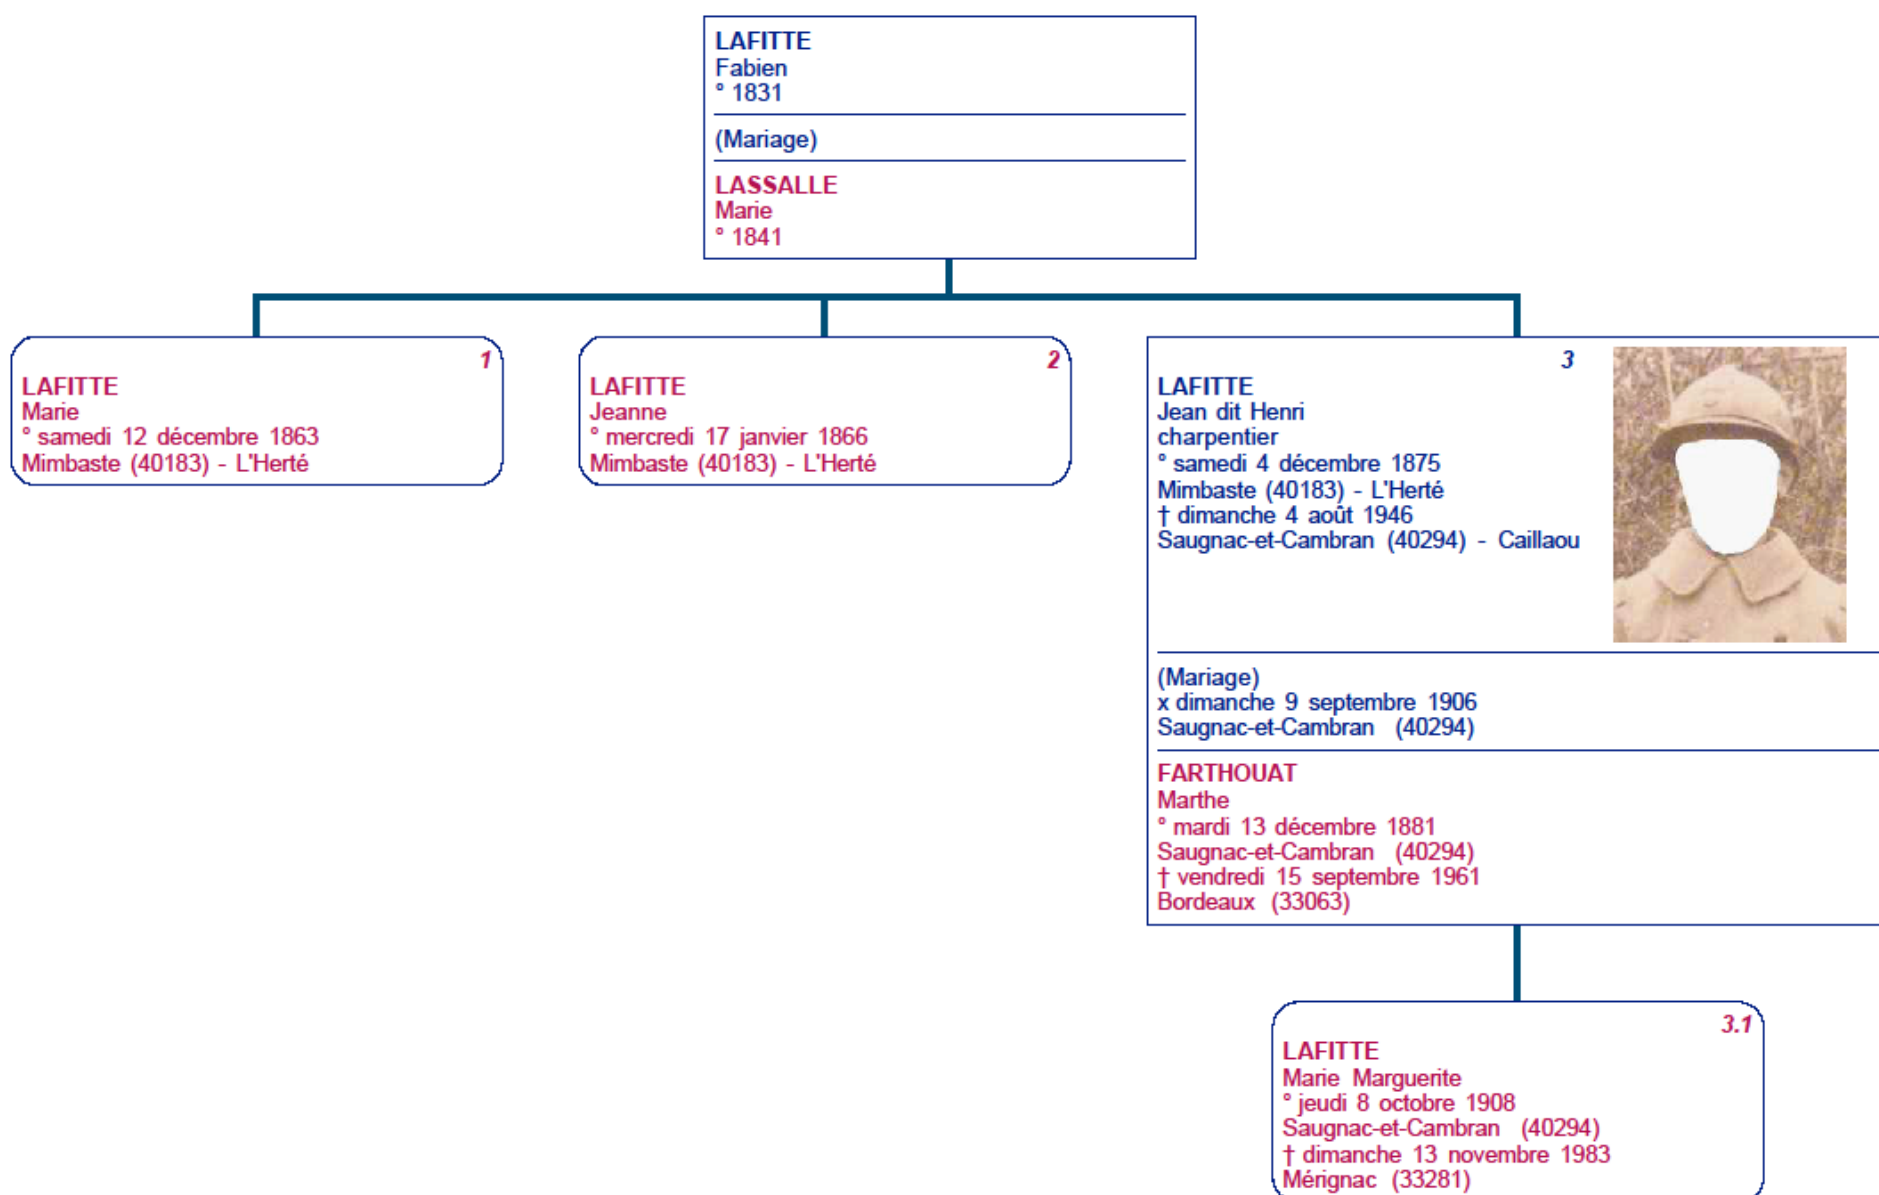 LAFITTE
Fabien
° 1831
(Mariage)
LASSALLE
Marie
° 1841
1
LAFITTE
Marie
° samedi 12 décembre 1863
Mimbaste (40183) - L'Herté
2
LAFITTE
Jeanne
° mercredi 17 janvier 1866
Mimbaste (40183) - L'Herté
3
LAFITTE
Jean dit Henri
charpentier
° samedi 4 décembre 1875
Mimbaste (40183) - L'Herté
† dimanche 4 août 1946
Saugnac-et-Cambran (40294) - Caillaou
(Mariage)
x dimanche 9 septembre 1906
Saugnac-et-Cambran (40294)
FARTHOUAT
Marthe
° mardi 13 décembre 1881
Saugnac-et-Cambran (40294)
† vendredi 15 septembre 1961
Bordeaux (33063)
3.1
LAFITTE
Marie Marguerite
° jeudi 8 octobre 1908
Saugnac-et-Cambran (40294)
† dimanche 13 novembre 1983
Mérignac (33281)